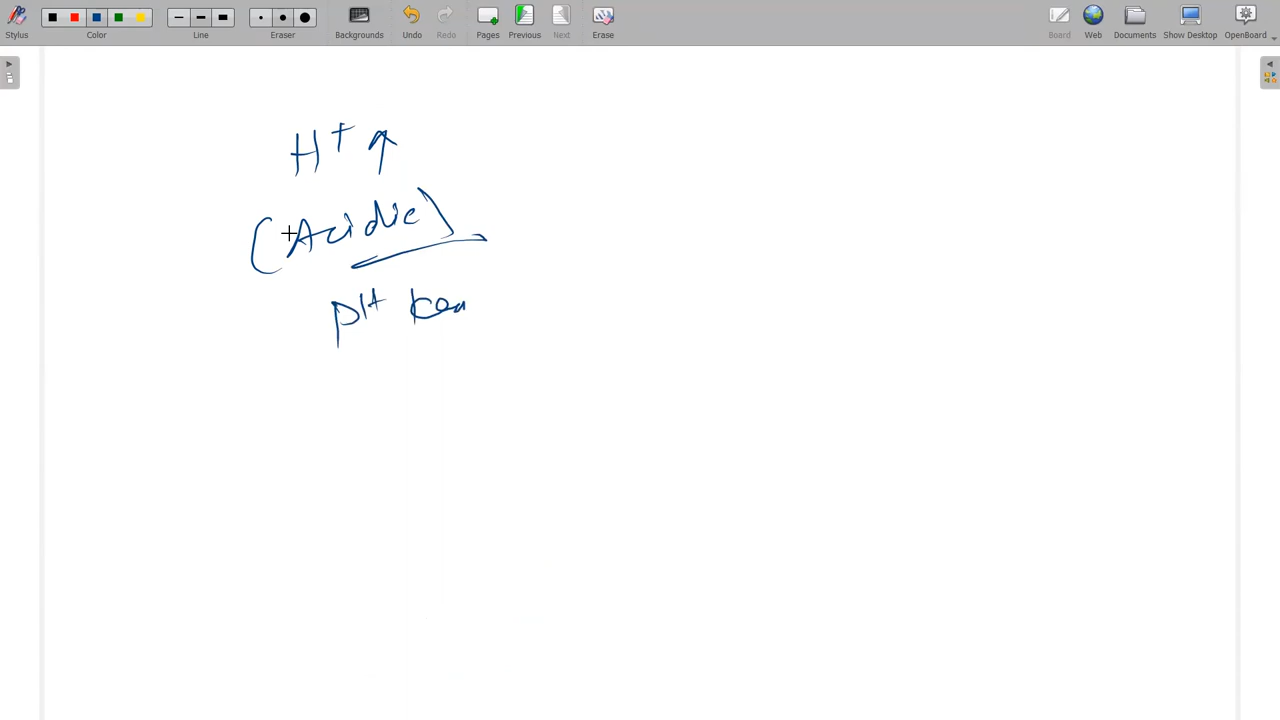 Stylus Color Line Eraser Backgrounds Undo Redo Pages Previous Next Erase Board Web Documents Show Desktop OpenBoard
H+ ↑
(Acidic)
pH